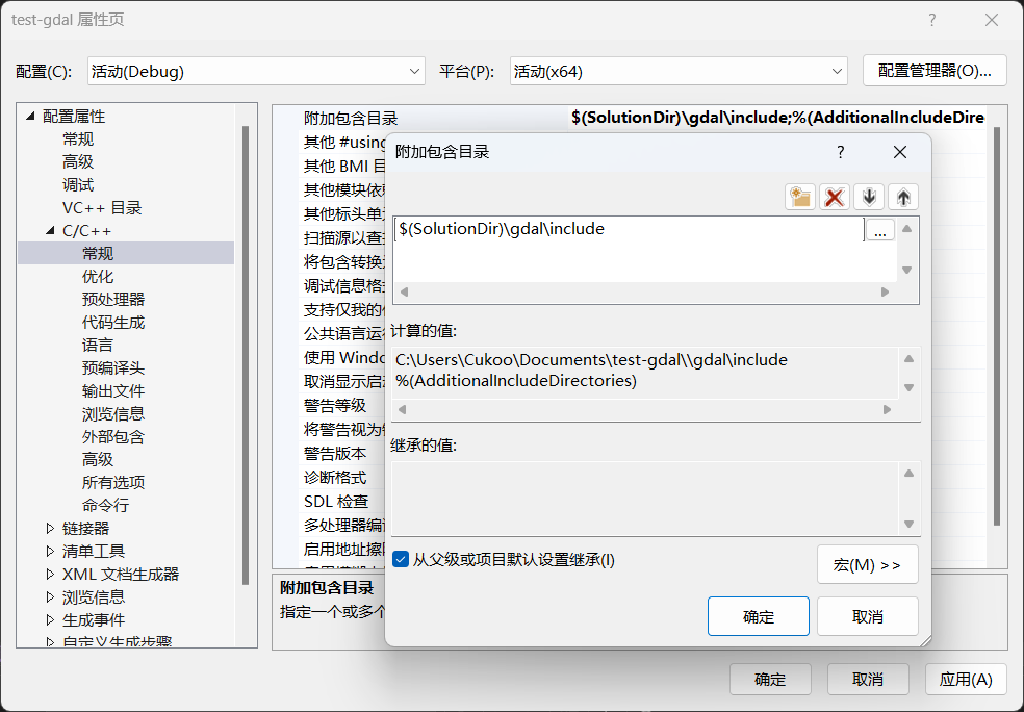 test-gdal 属性页
配置(C): 活动(Debug) 平台(P): 活动(x64) 配置管理器(O)...
配置属性
常规
高级
调试
VC++ 目录
C/C++
常规
优化
预处理器
代码生成
语言
预编译头
输出文件
浏览信息
外部包含
高级
所有选项
命令行
链接器
清单工具
XML 文档生成器
浏览信息
生成事件
自定义生成步骤
附加包含目录 $(SolutionDir)\gdal\include;%(AdditionalIncludeDire
其他 #using
其他 BMI 目
其他模块依
其他标头单
扫描源以查
将包含转换
调试信息格
支持仅我的
公共语言运
使用 Windo
取消显示启
警告等级
将警告视为
警告版本
诊断格式
SDL 检查
多处理器编
启用地址擦
附加包含目录
指定一个或多个
附加包含目录
$(SolutionDir)\gdal\include
...
计算的值:
C:\Users\Cukoo\Documents\test-gdal\\gdal\include
%(AdditionalIncludeDirectories)
继承的值:
从父级或项目默认设置继承(I)
宏(M) >>
确定 取消
确定 取消 应用(A)